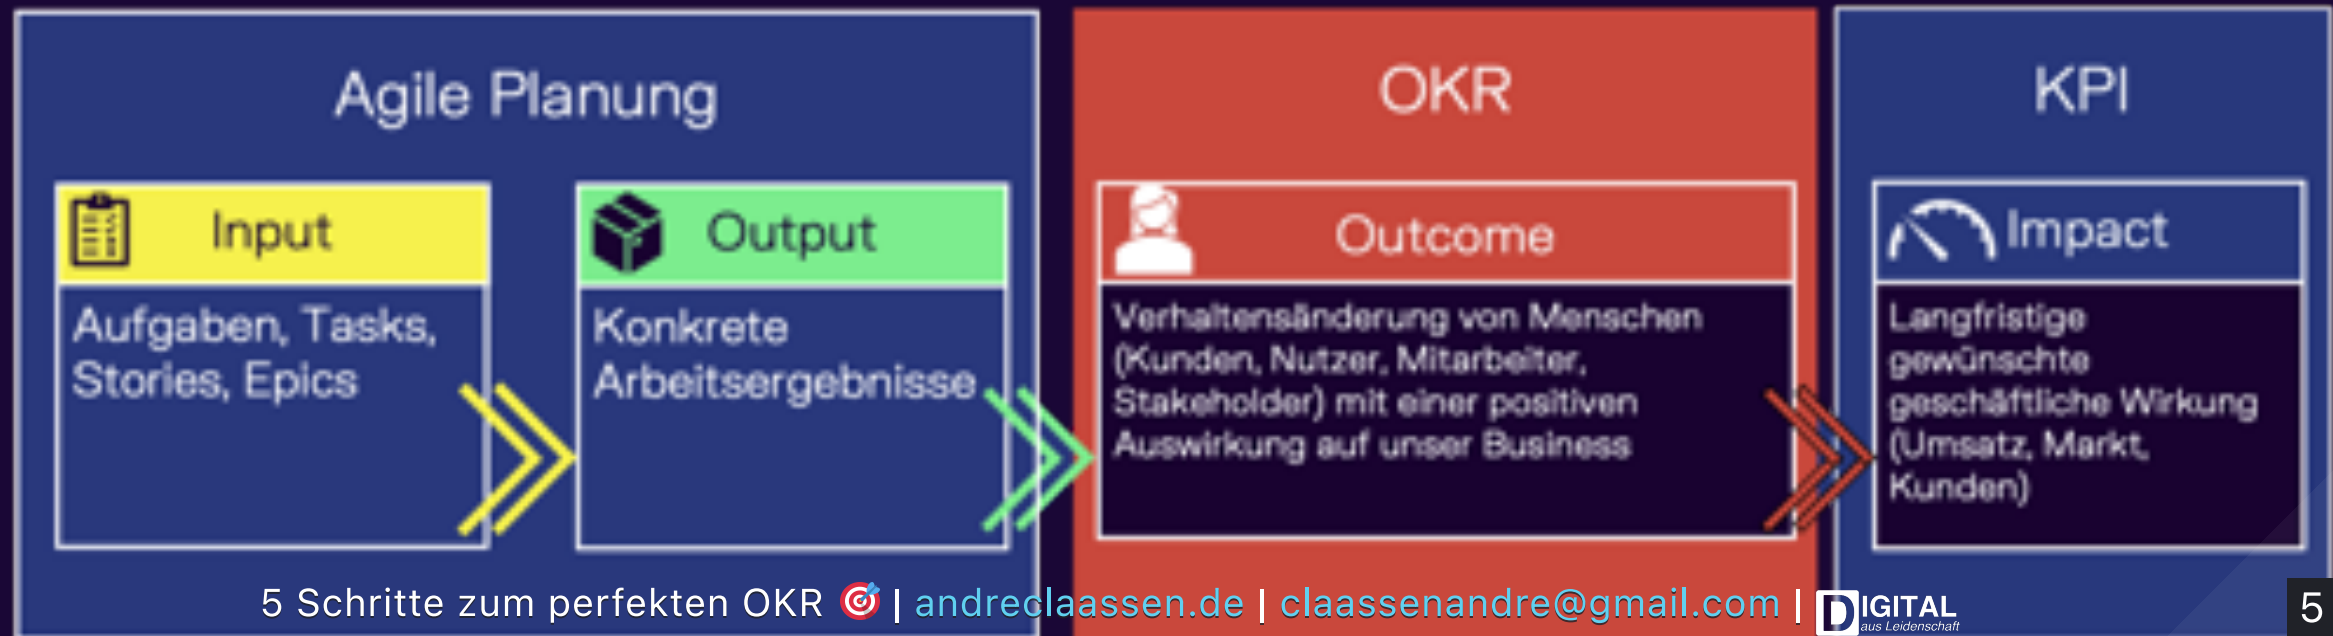 Agile Planung
Input
Aufgaben, Tasks,
Stories, Epics
Output
Konkrete
Arbeitsergebnisse
OKR
Outcome
Verhaltensänderung von Menschen
(Kunden, Nutzer, Mitarbeiter,
Stakeholder) mit einer positiven
Auswirkung auf unser Business
KPI
Impact
Langfristige
gewünschte
geschäftliche Wirkung
(Umsatz, Markt,
Kunden)
5 Schritte zum perfekten OKR 🎯 | andreclaassen.de | claassenandre@gmail.com | DIGITAL
aus Leidenschaft
5